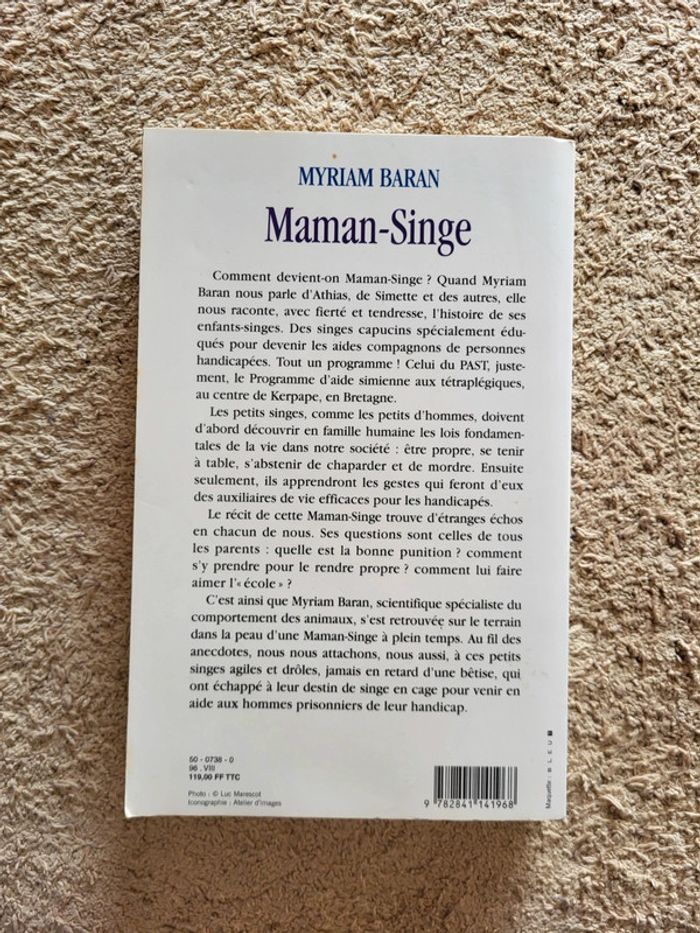 MYRIAM BARAN
Maman-Singe
Comment devient-on Maman-Singe ? Quand Myriam
Baran nous parle d'Athias, de Simette et des autres, elle
nous raconte, avec fierté et tendresse, l'histoire de ses
enfants-singes. Des singes capucins spécialement édu-
qués pour devenir les aides compagnons de personnes
handicapées. Tout un programme ! Celui du PAST, juste-
ment, le Programme d'aide simienne aux tétraplégiques,
au centre de Kerpape, en Bretagne.
Les petits singes, comme les petits d'hommes, doivent
d'abord découvrir en famille humaine les lois fondamen-
tales de la vie dans notre société : être propre, se tenir
à table, s'abstenir de chaparder et de mordre. Ensuite
seulement, ils apprendront les gestes qui feront d'eux
des auxiliaires de vie efficaces pour les handicapés.
Le récit de cette Maman-Singe trouve d'étranges échos
en chacun de nous. Ses questions sont celles de tous
les parents : quelle est la bonne punition ? comment
s'y prendre pour le rendre propre ? comment lui faire
aimer l'« école » ?
C'est ainsi que Myriam Baran, scientifique spécialiste du
comportement des animaux, s'est retrouvée sur le terrain
dans la peau d'une Maman-Singe à plein temps. Au fil des
anecdotes, nous nous attachons, nous aussi, à ces petits
singes agiles et drôles, jamais en retard d'une bêtise, qui
ont échappé à leur destin de singe en cage pour venir en
aide aux hommes prisonniers de leur handicap.
50 - 0738 - 0
96 . VIII
119,00 FF TTC
Photo : © Luc Marescot
Iconographie : Atelier d'images
9 782841 141968
Maquette : BLEUT